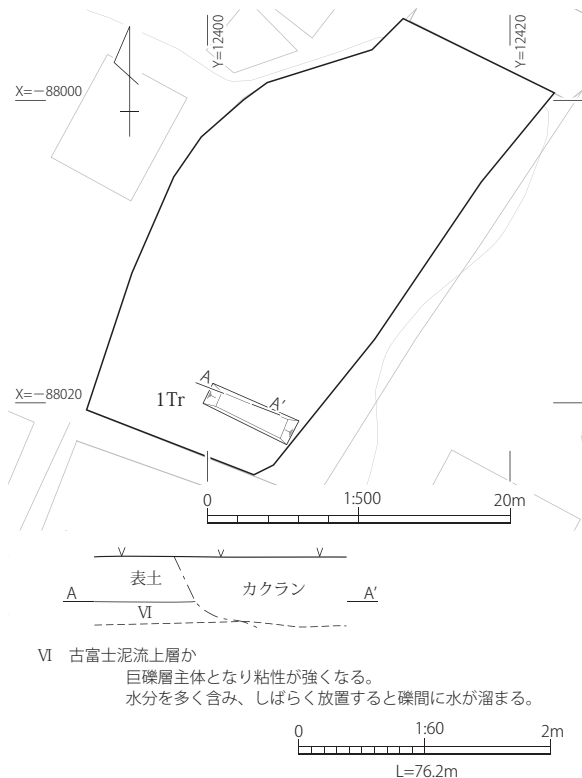 Y=12400
Y=12420
X=－88000
X=－88020
A
A’
1Tr
0
1:500
20m
表土
カクラン
A
Ⅵ
A’
Ⅵ 古富士泥流上層か
巨礫層主体となり粘性が強くなる。
水分を多く含み、しばらく放置すると礫間に水が溜まる。
0
1:60
2m
L=76.2m